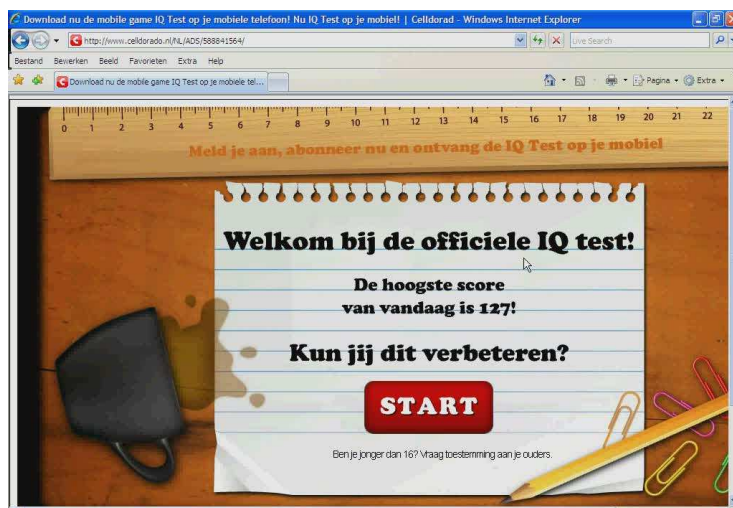 Download nu de mobile game IQ Test op je mobiele telefoon! Nu IQ Test op je mobiel! | Celldorad - Windows Internet Explorer
http://www.celldorado.nl/NL/ADS/588841564/
Live Search
Bestand Bewerken Beeld Favorieten Extra Help
Download nu de mobile game IQ Test op je mobiele tel...
Pagina Extra
0 1 2 3 4 5 6 7 8 9 10 11 12 13 14 15 16 17 18 19 20 21 22
Meld je aan, abonneer nu en ontvang de IQ Test op je mobiel
Welkom bij de officiele IQ test!
De hoogste score
van vandaag is 127!
Kun jij dit verbeteren?
START
Ben je jonger dan 16? Vraag toestemming aan je ouders.